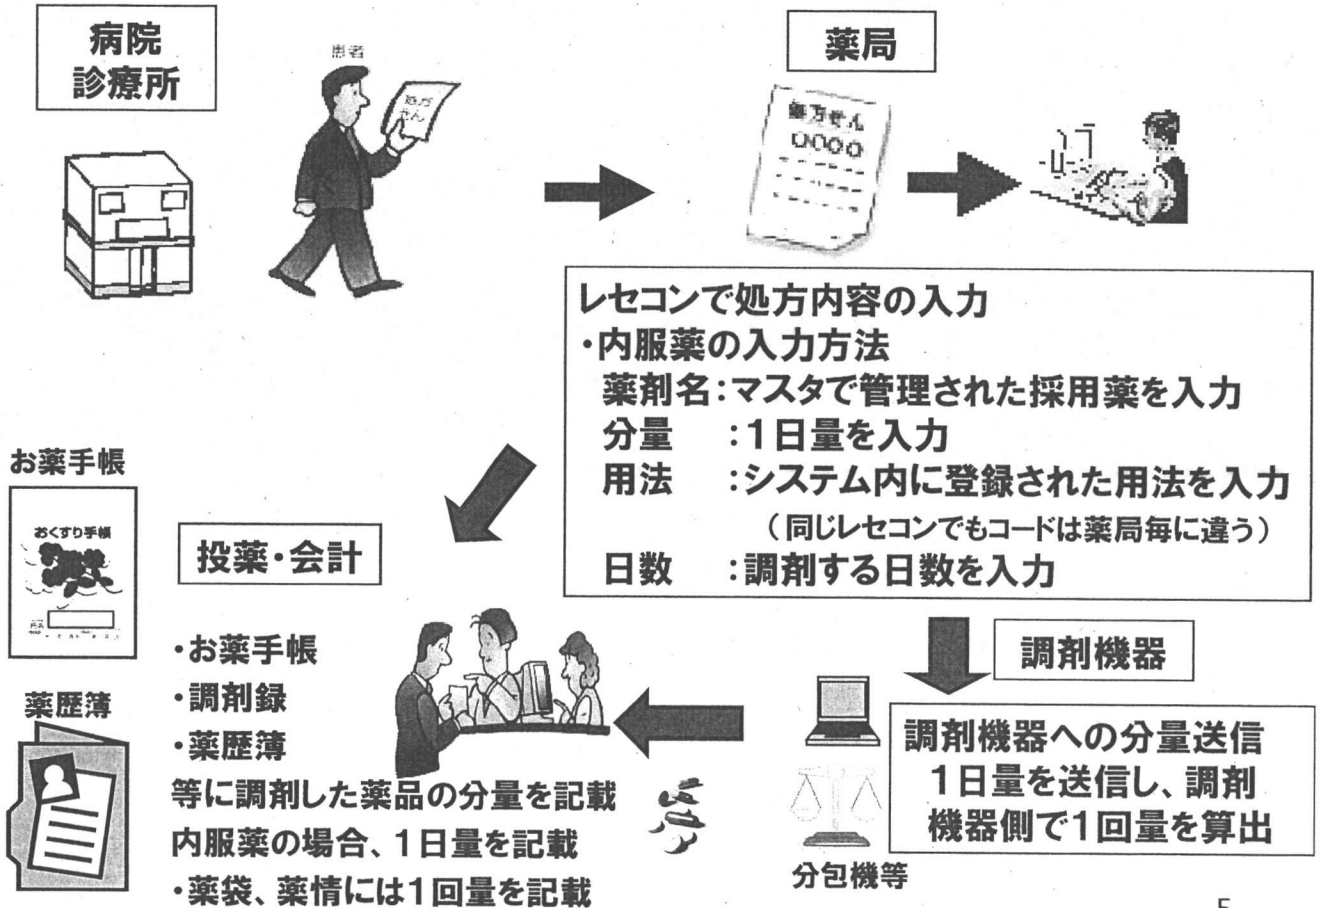 病院
診療所
患者
処方
せん
薬局
処方せん
○○○○
レセコンで処方内容の入力
・内服薬の入力方法
薬剤名:マスタで管理された採用薬を入力
分量 :1日量を入力
用法 :システム内に登録された用法を入力
(同じレセコンでもコードは薬局毎に違う)
日数 :調剤する日数を入力
調剤機器
調剤機器への分量送信
1日量を送信し、調剤
機器側で1回量を算出
分包機等
お薬手帳
おくすり手帳
薬歴簿
投薬・会計
・お薬手帳
・調剤録
・薬歴簿
等に調剤した薬品の分量を記載
内服薬の場合、1日量を記載
・薬袋、薬情には1回量を記載
5